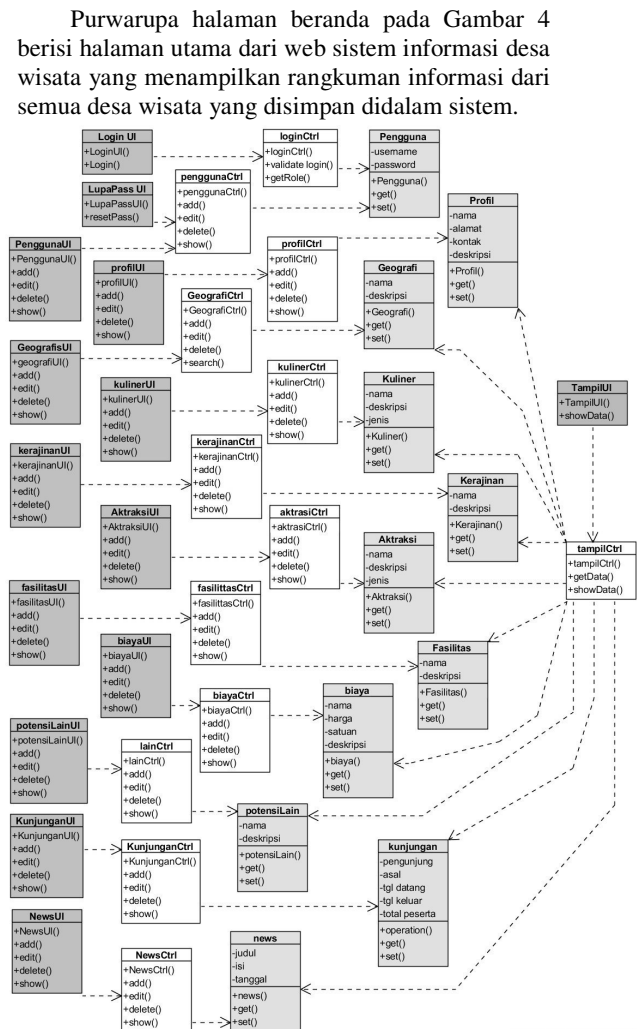 Purwarupa halaman beranda pada Gambar 4
berisi halaman utama dari web sistem informasi desa
wisata yang menampilkan rangkuman informasi dari
semua desa wisata yang disimpan didalam sistem.
Login UI
+LoginUI()
+Login()
loginCtrl
+loginCtrl()
+validate login()
+getRole()
Pengguna
-username
-password
+Pengguna()
+get()
+set()
LupaPass UI
+LupaPassUI()
+resetPass()
penggunaCtrl
+penggunaCtrl()
+add()
+edit()
+delete()
+show()
Profil
-nama
-alamat
-kontak
-deskripsi
+Profil()
+get()
+set()
PenggunaUI
+PenggunaUI()
+add()
+edit()
+delete()
+show()
profilUI
+profilUI()
+add()
+edit()
+delete()
+show()
profilCtrl
+profilCtrl()
+add()
+edit()
+delete()
+show()
Geografi
-nama
-deskripsi
+Geografi()
+get()
+set()
GeografiCtrl
+GeografiCtrl()
+add()
+edit()
+delete()
+search()
GeografisUI
+geografiUI()
+add()
+edit()
+delete()
+show()
kulinerUI
+kulinerUI()
+add()
+edit()
+delete()
+show()
kulinerCtrl
+kulinerCtrl()
+add()
+edit()
+delete()
+show()
Kuliner
-nama
-deskripsi
-jenis
+Kuliner()
+get()
+set()
TampilUI
+TampilUI()
+showData()
kerajinanUI
+kerajinanUI()
+add()
+edit()
+delete()
+show()
kerajinanCtrl
+kerajinanCtrl()
+add()
+edit()
+delete()
+show()
Kerajinan
-nama
-deskripsi
+Kerajinan()
+get()
+set()
AktraksiUI
+AktraksiUI()
+add()
+edit()
+delete()
+show()
aktrasiCtrl
+aktrasiCtrl()
+add()
+edit()
+delete()
+show()
Aktraksi
-nama
-deskripsi
-jenis
+Aktraksi()
+get()
+set()
tampilCtrl
+tampilCtrl()
+getData()
+showData()
fasilitasUI
+fasilitasUI()
+add()
+edit()
+delete()
+show()
fasilittasCtrl
+fasilittasCtrl()
+add()
+edit()
+delete()
+show()
Fasilitas
-nama
-deskripsi
+Fasilitas()
+get()
+set()
biayaUI
+biayaUI()
+add()
+edit()
+delete()
+show()
biayaCtrl
+biayaCtrl()
+add()
+edit()
+delete()
+show()
biaya
-nama
-harga
-satuan
-deskripsi
+biaya()
+get()
+set()
potensiLainUI
+potensiLainUI()
+add()
+edit()
+delete()
+show()
lainCtrl
+lainCtrl()
+add()
+edit()
+delete()
+show()
potensiLain
-nama
-deskripsi
+potensiLain()
+get()
+set()
KunjunganUI
+KunjunganUI()
+add()
+edit()
+delete()
+show()
KunjunganCtrl
+KunjunganCtrl()
+add()
+edit()
+delete()
+show()
kunjungan
-pengunjung
-asal
-tgl datang
-tgl keluar
-total peserta
+operation()
+get()
+set()
NewsUI
+NewsUI()
+add()
+edit()
+delete()
+show()
NewsCtrl
+NewsCtrl()
+add()
+edit()
+delete()
+show()
news
-judul
-isi
-tanggal
+news()
+get()
+set()